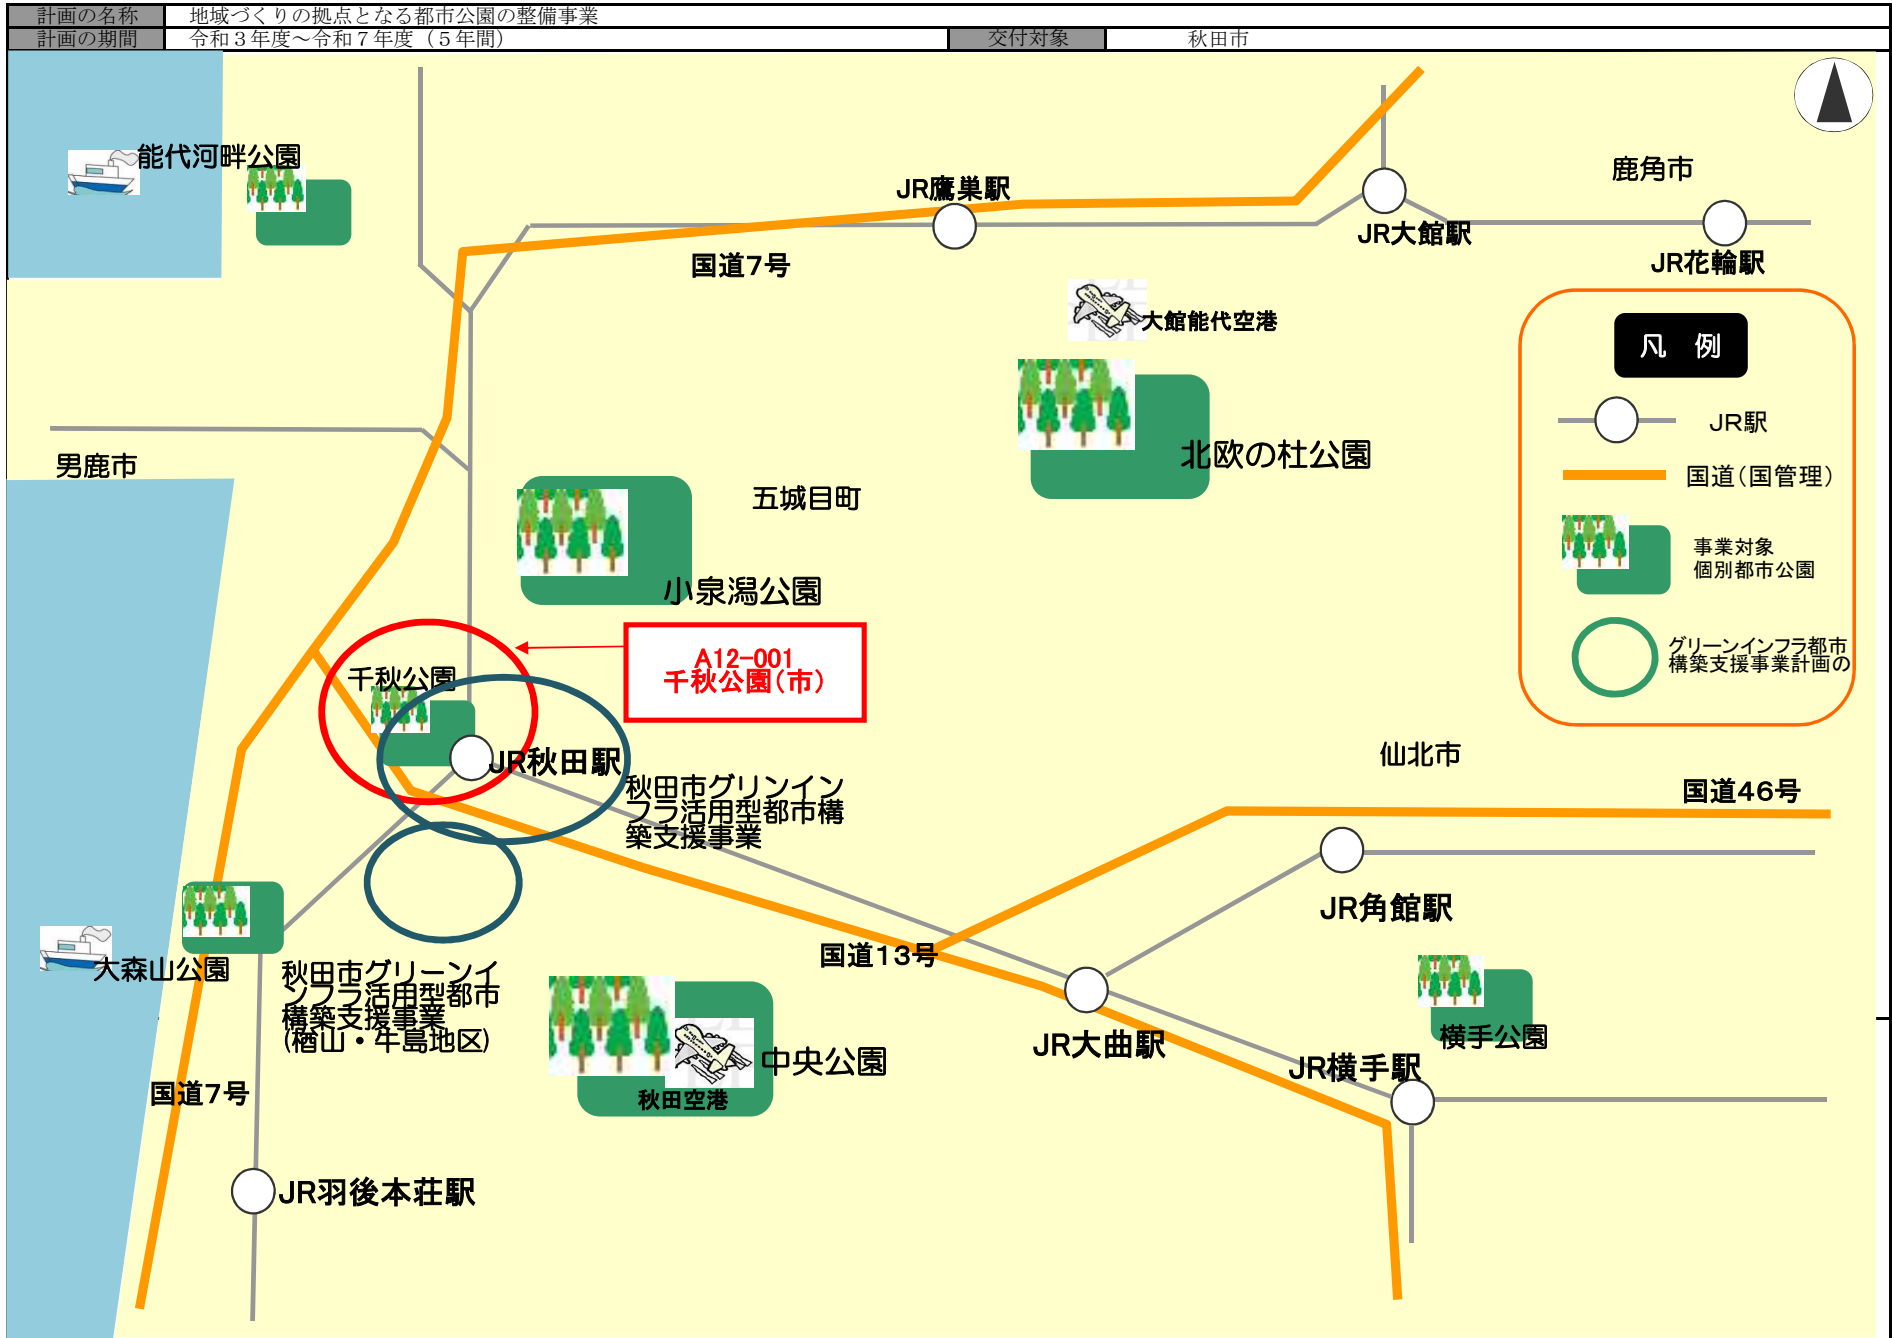 計画の名称 地域づくりの拠点となる都市公園の整備事業
計画の期間 令和３年度～令和７年度（５年間） 交付対象 秋田市
能代河畔公園
JR鷹巣駅
鹿角市
JR大館駅
国道7号
JR花輪駅
大館能代空港
凡 例
JR駅
国道(国管理)
事業対象
個別都市公園
グリーンインフラ都市
構築支援事業計画の
男鹿市
北欧の杜公園
五城目町
小泉潟公園
A12-001
千秋公園(市)
千秋公園
JR秋田駅
秋田市グリンイン
フラ活用型都市構
築支援事業
仙北市
国道46号
JR角館駅
国道13号
大森山公園
秋田市グリーンイ
ンフラ活用型都市
構築支援事業
(楢山・牛島地区)
中央公園
秋田空港
JR大曲駅
横手公園
JR横手駅
国道7号
JR羽後本荘駅